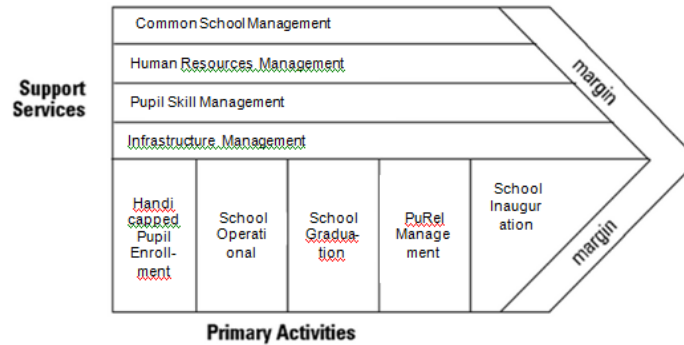 Common School Management
Human Resources Management
Support
Services
Pupil Skill Management
Infrastructure Management
margin
Handi
capped
Pupil
Enroll-
ment
School
Operati
onal
School
Gradua-
tion
PuRel
Manage
ment
School
Inaugur
ation
margin
Primary Activities